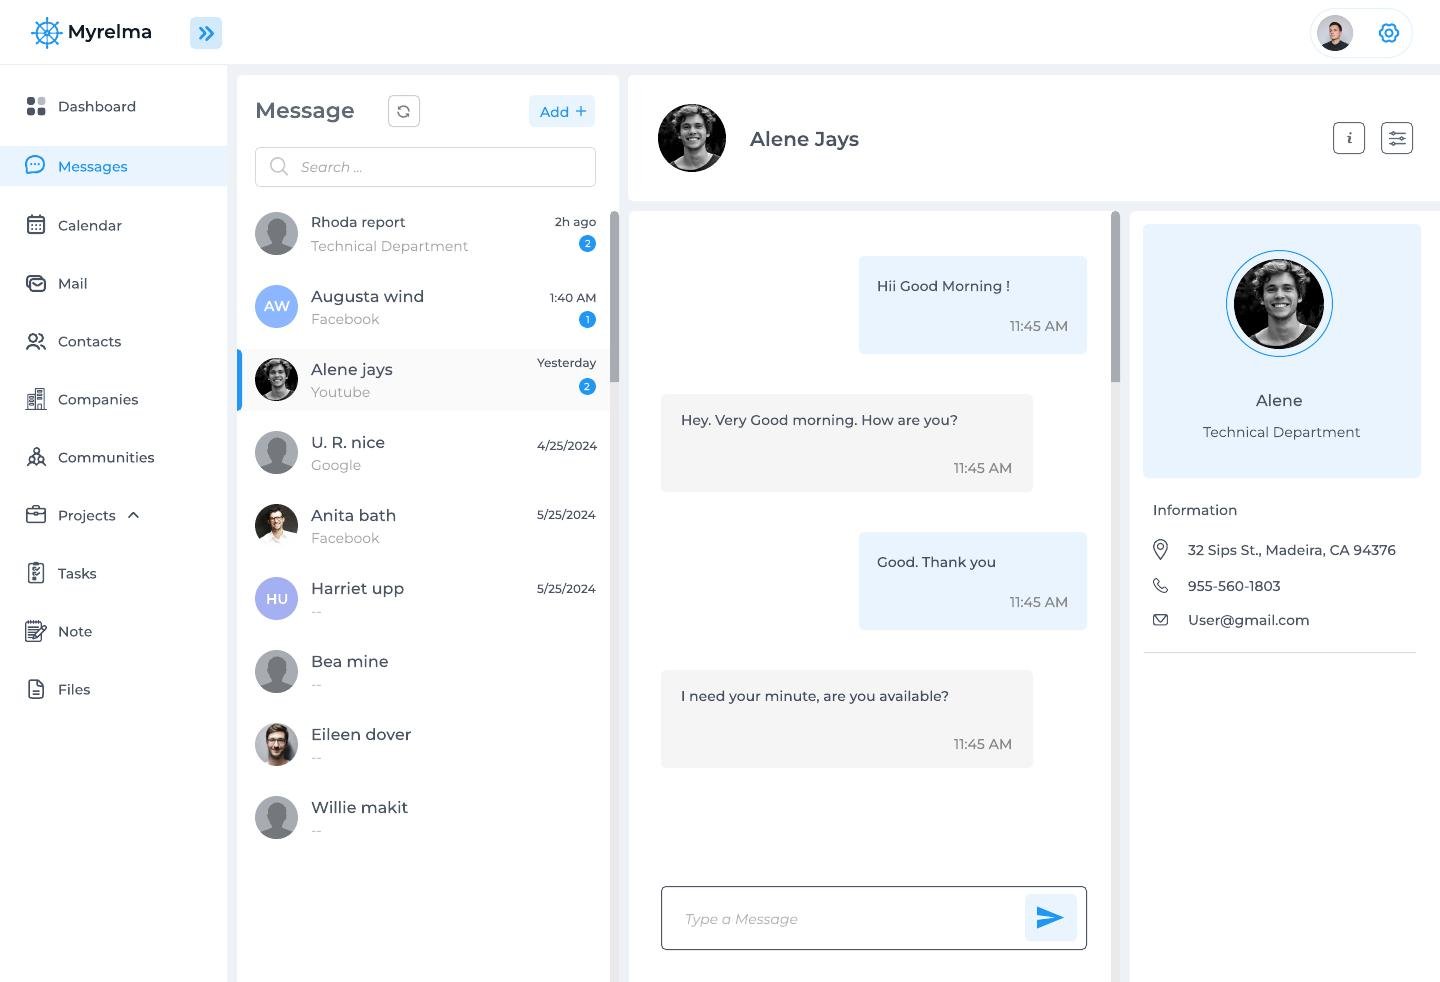 Myrelma
Dashboard
Messages
Calendar
Mail
Contacts
Companies
Communities
Projects
Tasks
Note
Files
Message
Add +
Search ...
Rhoda report
2h ago
Technical Department
2
Augusta wind
1:40 AM
AW
Facebook
1
Alene jays
Yesterday
Youtube
2
U. R. nice
4/25/2024
Google
Anita bath
5/25/2024
Facebook
Harriet upp
5/25/2024
HU
--
Bea mine
--
Eileen dover
--
Willie makit
--
Alene Jays
i
Hii Good Morning !
11:45 AM
Hey. Very Good morning. How are you?
11:45 AM
Good. Thank you
11:45 AM
I need your minute, are you available?
11:45 AM
Type a Message
Alene
Technical Department
Information
32 Sips St., Madeira, CA 94376
955-560-1803
User@gmail.com